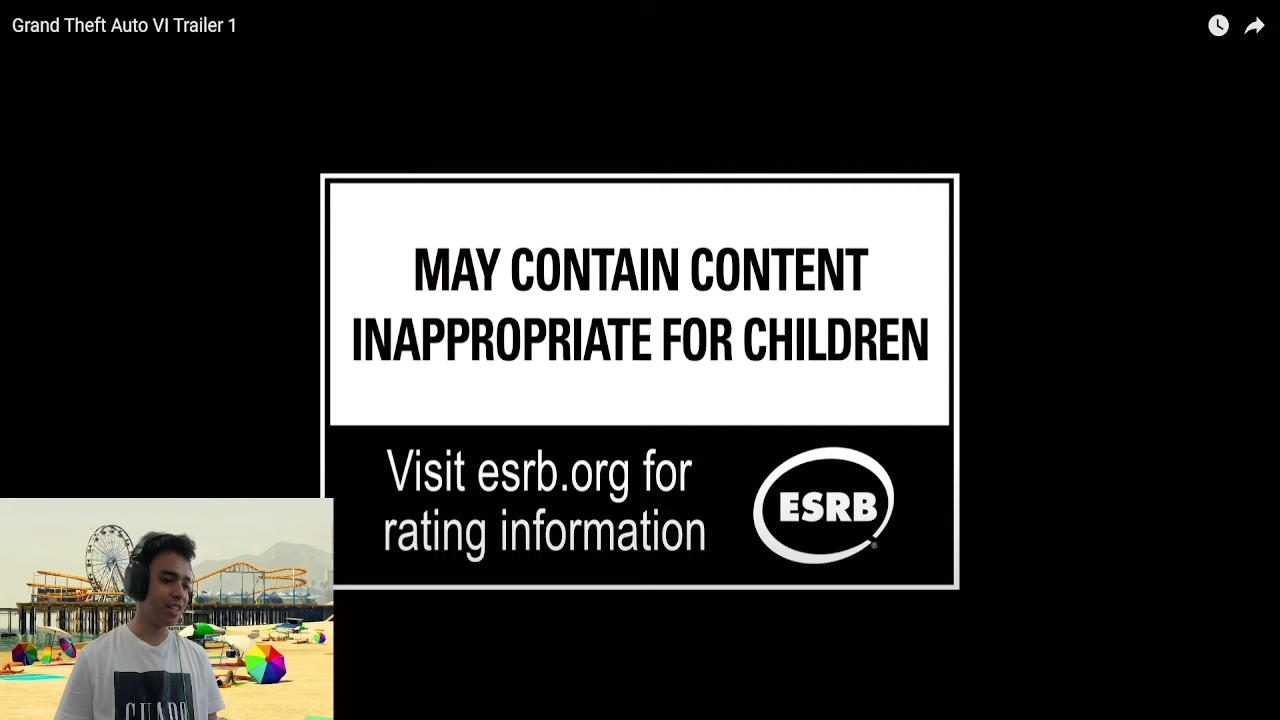 Grand Theft Auto VI Trailer 1
MAY CONTAIN CONTENT
INAPPROPRIATE FOR CHILDREN
Visit esrb.org for
rating information
ESRB